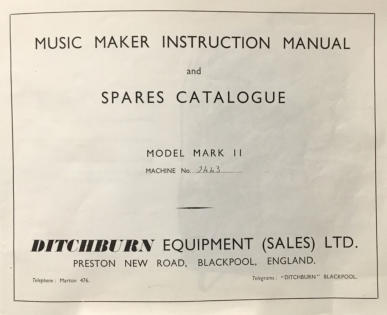 MUSIC MAKER INSTRUCTION MANUAL
and
SPARES CATALOGUE
MODEL MARK II
MACHINE No. 2443
DITCHBURN EQUIPMENT (SALES) LTD.
PRESTON NEW ROAD, BLACKPOOL, ENGLAND.
Telephone: Marton 476. Telegrams: "DITCHBURN" BLACKPOOL.